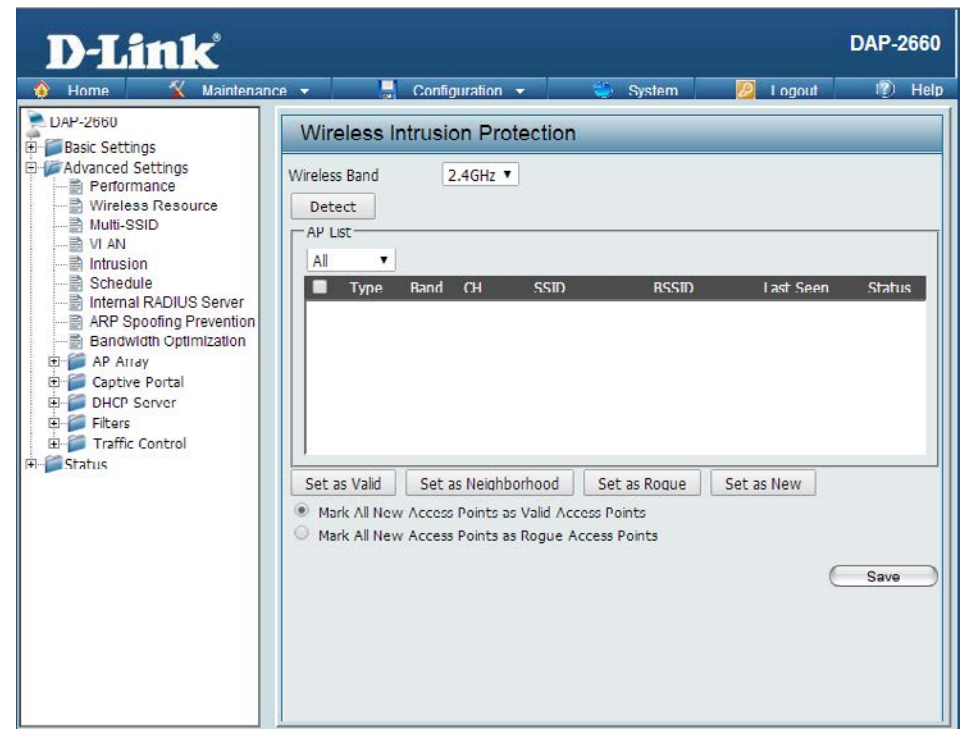 D-Link®
DAP-2660
Home Maintenance Configuration System Logout Help
DAP-2660
Basic Settings
Advanced Settings
Performance
Wireless Resource
Multi-SSID
VLAN
Intrusion
Schedule
Internal RADIUS Server
ARP Spoofing Prevention
Bandwidth Optimization
AP Array
Captive Portal
DHCP Server
Filters
Traffic Control
Status
Wireless Intrusion Protection
Wireless Band 2.4GHz
Detect
AP List
All
Type Band CH SSID BSSID Last Seen Status
Set as Valid Set as Neighborhood Set as Rogue Set as New
Mark All New Access Points as Valid Access Points
Mark All New Access Points as Rogue Access Points
Save